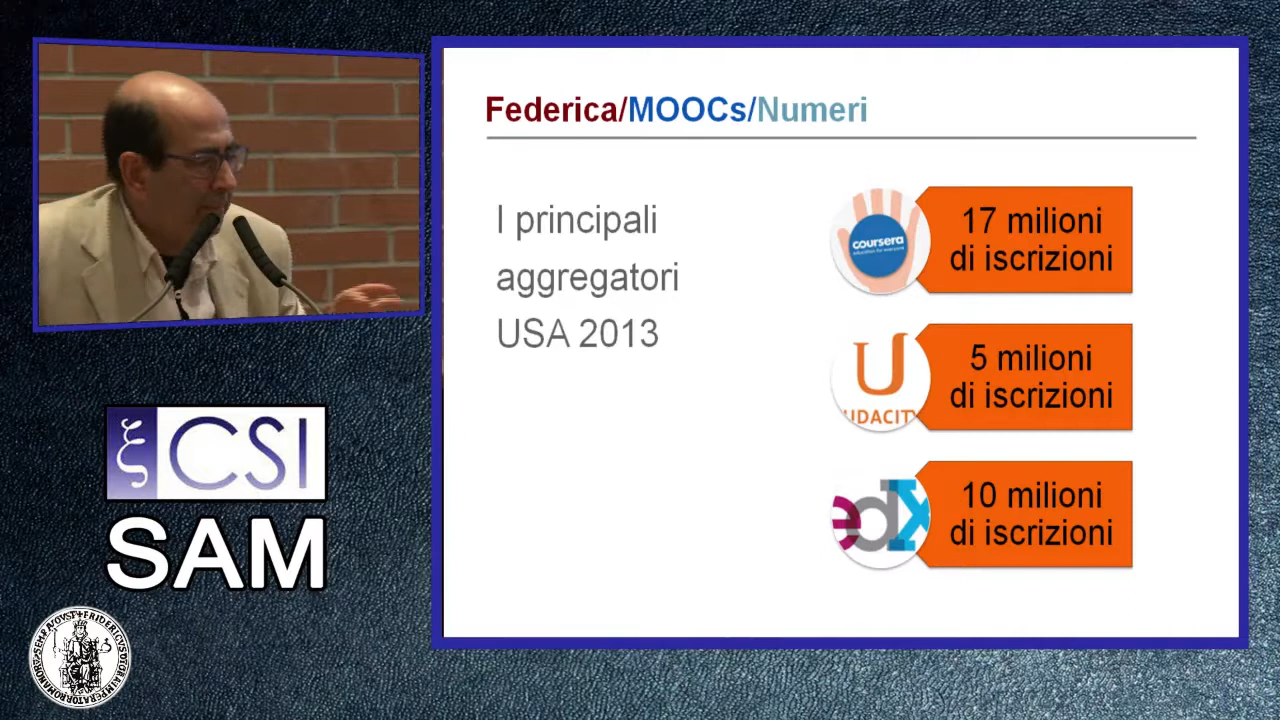 Federica/MOOCs/Numeri
I principali
aggregatori
USA 2013
coursera
17 milioni
di iscrizioni
UDACITY
5 milioni
di iscrizioni
edX
10 milioni
di iscrizioni
ξ CSI
SAM